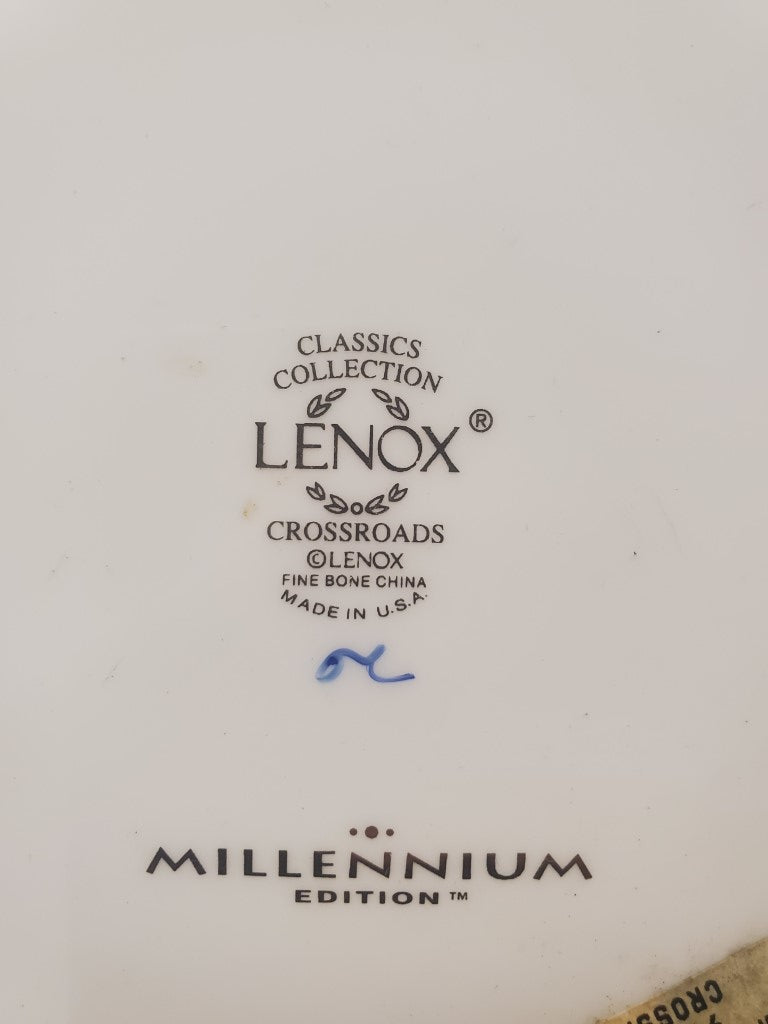 CLASSICS
COLLECTION
LENOX®
CROSSROADS
©LENOX
FINE BONE CHINA
MADE IN U.S.A.
MILLENNIUM
EDITION™